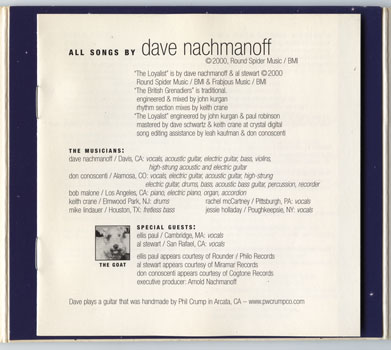 ALL SONGS BY dave nachmanoff
©2000, Round Spider Music / BMI
"The Loyalist" is by dave nachmanoff & al stewart ©2000
Round Spider Music / BMI & Frabjous Music / BMI
"The British Grenadiers" is traditional.
engineered & mixed by john kurgan
rhythm section mixes by keith crane
"The Loyalist" engineered by john kurgan & paul robinson
mastered by dave schwartz & keith crane at crystal digital
song editing assistance by leah kaufman & don conoscenti
THE MUSICIANS:
dave nachmanoff / Davis, CA: vocals, acoustic guitar, electric guitar, bass, violins,
high-strung acoustic and electric guitar
don conoscenti / Alamosa, CO: vocals, electric guitar, acoustic guitar, high-strung
electric guitar, drums, bass, acoustic bass guitar, percussion, recorder
bob malone / Los Angeles, CA: piano, electric piano, organ, accordion
keith crane / Elmwood Park, NJ: drums
rachel mcCartney / Pittsburgh, PA: vocals
mike lindauer / Houston, TX: fretless bass
jessie holladay / Poughkeepsie, NY: vocals
SPECIAL GUESTS:
ellis paul / Cambridge, MA: vocals
al stewart / San Rafael, CA: vocals
ellis paul appears courtesy of Rounder / Philo Records
al stewart appears courtesy of Miramar Records
don conoscenti appears courtesy of Cogtone Records
executive producer: Arnold Nachmanoff
THE GOAT
Dave plays a guitar that was handmade by Phil Crump in Arcata, CA – www.pwcrumpco.com